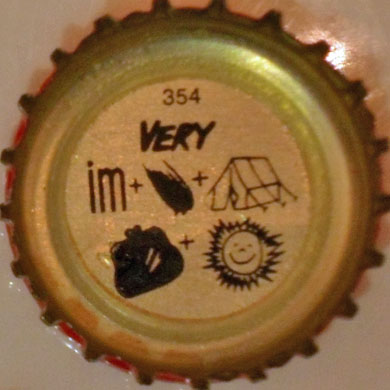 354
VERY
im + +
+